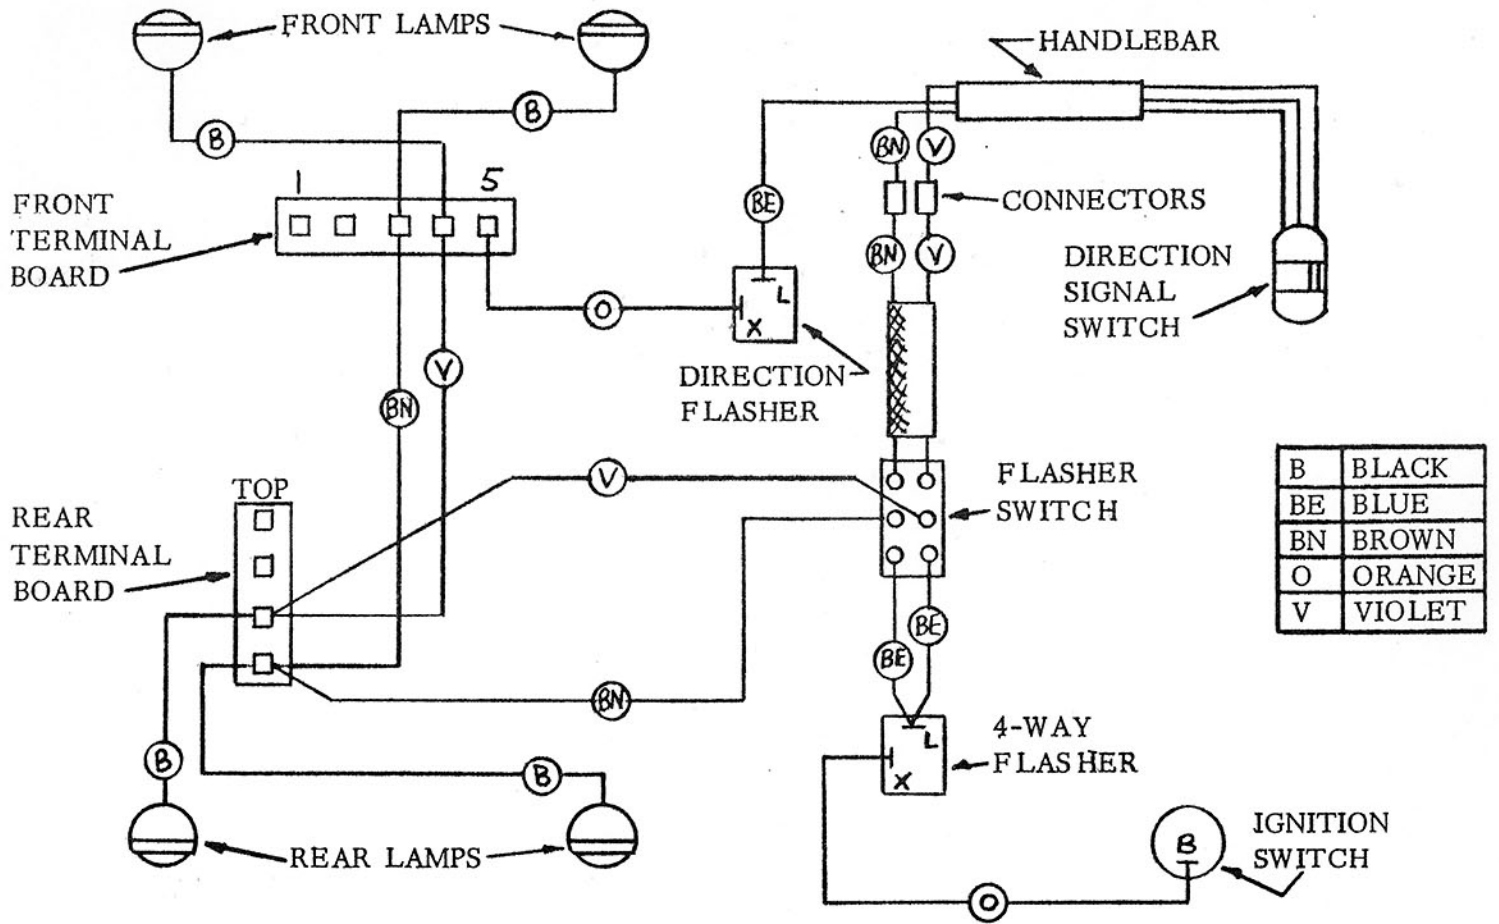 FRONT LAMPS
HANDLEBAR
B
B
BN
V
1
5
FRONT
TERMINAL
BOARD
BE
CONNECTORS
BN
V
DIRECTION
SIGNAL
SWITCH
O
L
X
DIRECTION
FLASHER
V
BN
V
TOP
FLASHER
SWITCH
REAR
TERMINAL
BOARD
B BLACK
BE BLUE
BN BROWN
O ORANGE
V VIOLET
BE
BE
BN
4-WAY
FLASHER
L
X
B
B
REAR LAMPS
IGNITION
SWITCH
B
O